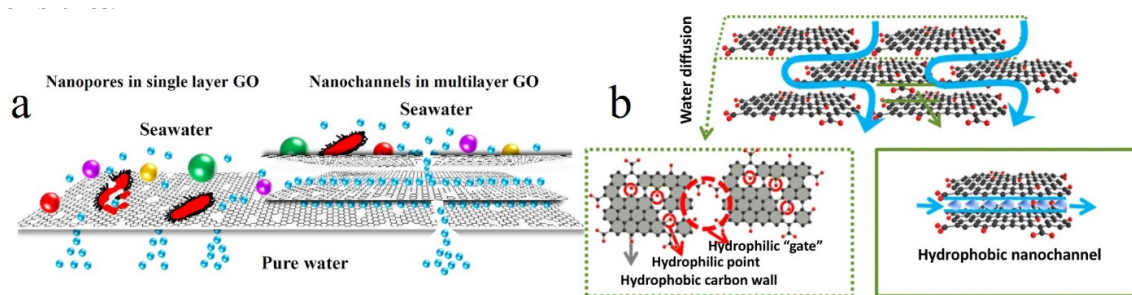 a
Nanopores in single layer GO
Nanochannels in multilayer GO
Seawater
Seawater
Pure water
b
Water diffusion
Hydrophilic “gate”
Hydrophilic point
Hydrophobic carbon wall
Hydrophobic nanochannel